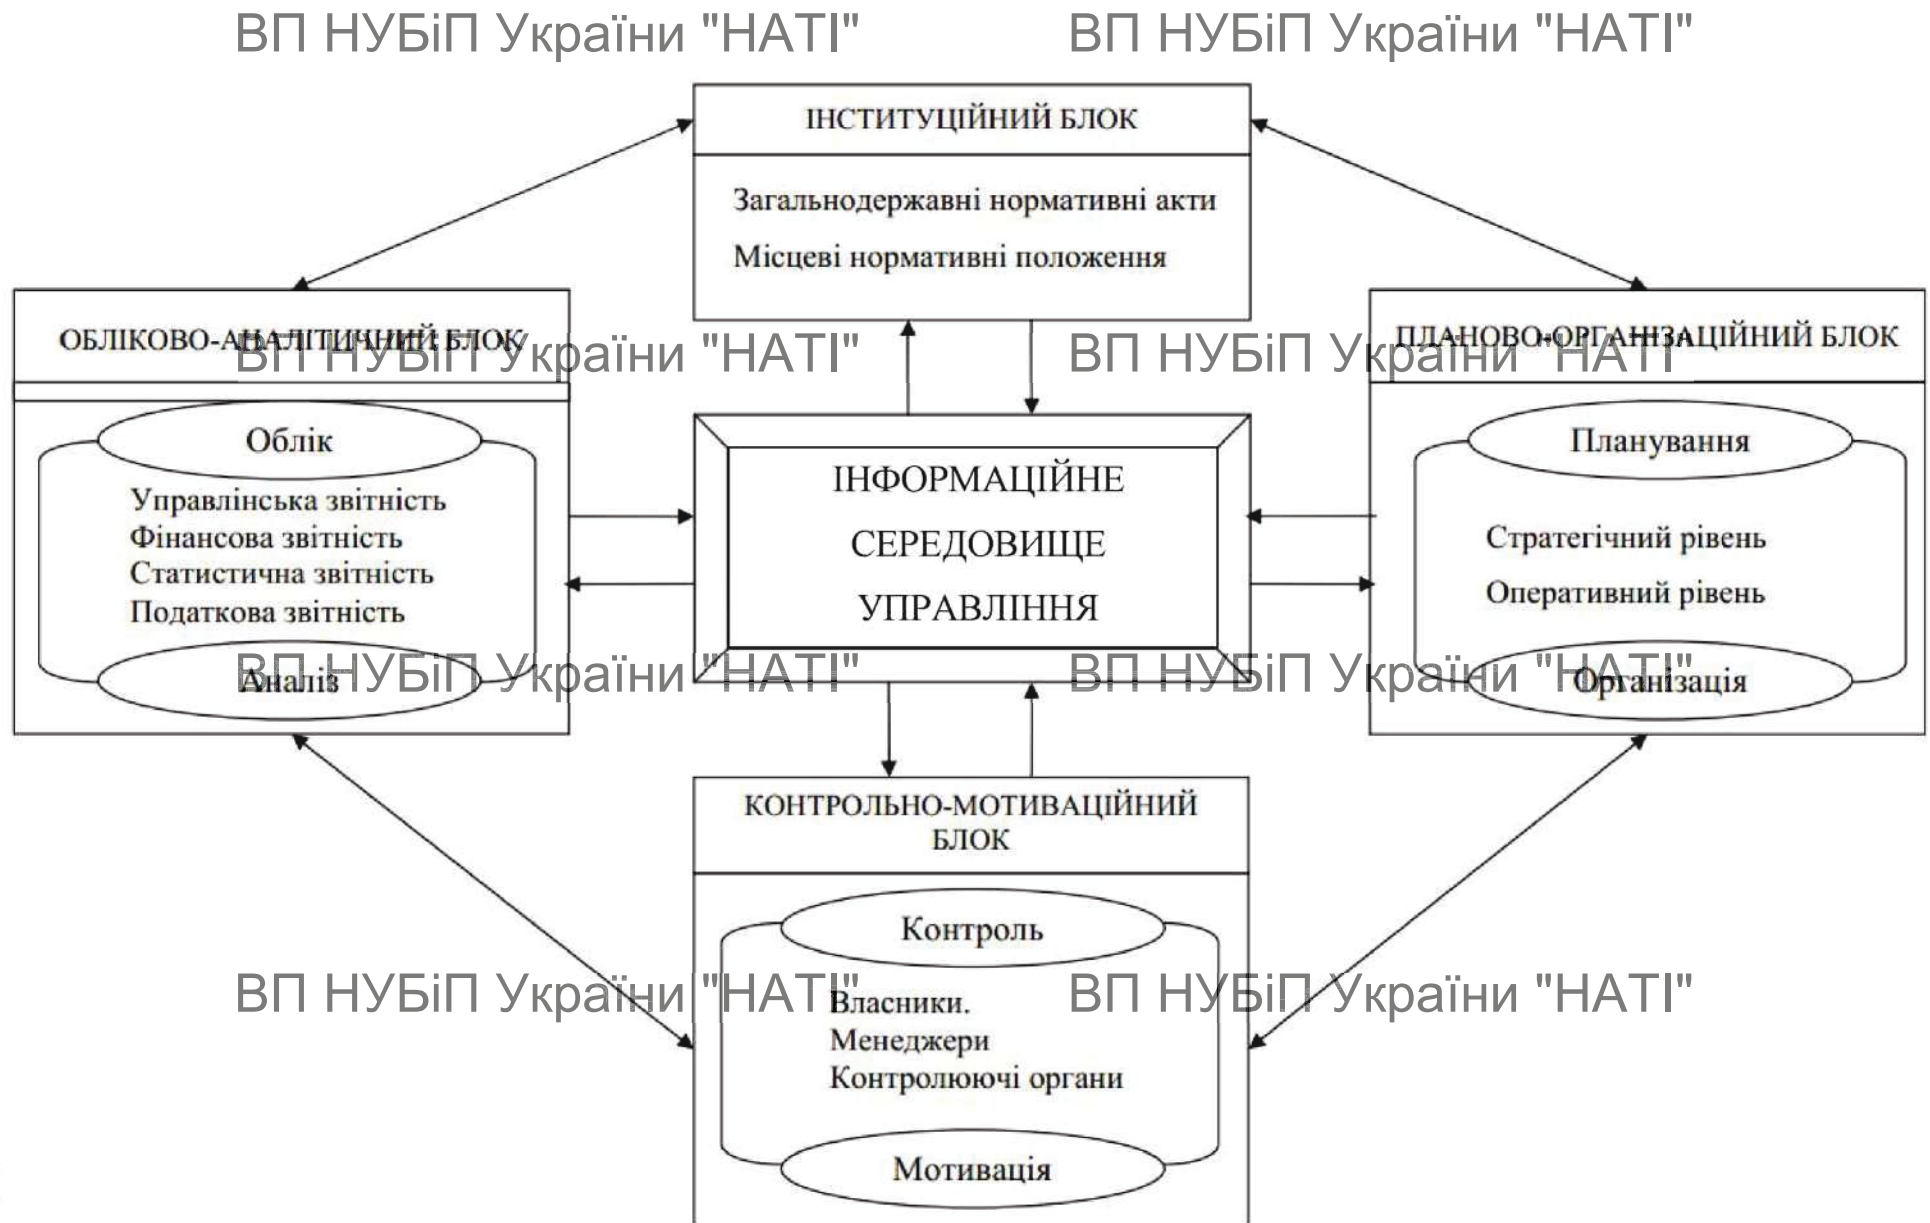 ВП НУБіП України "НАТІ" ВП НУБіП України "НАТІ"
ІНСТИТУЦІЙНИЙ БЛОК
Загальнодержавні нормативні акти
Місцеві нормативні положення
ОБЛІКОВО-АНАЛІТИЧНИЙ БЛОК
ВП НУБіП України "НАТІ" ВП НУБіП України "НАТІ"
ПЛАНОВО-ОРГАНІЗАЦІЙНИЙ БЛОК
Облік
Управлінська звітність
Фінансова звітність
Статистична звітність
Податкова звітність
Аналіз
ІНФОРМАЦІЙНЕ
СЕРЕДОВИЩЕ
УПРАВЛІННЯ
Планування
Стратегічний рівень
Оперативний рівень
Організація
ВП НУБіП України "НАТІ" ВП НУБіП України "НАТІ"
КОНТРОЛЬНО-МОТИВАЦІЙНИЙ
БЛОК
Контроль
ВП НУБіП України "НАТІ" ВП НУБіП України "НАТІ"
Власники.
Менеджери
Контролюючі органи
Мотивація